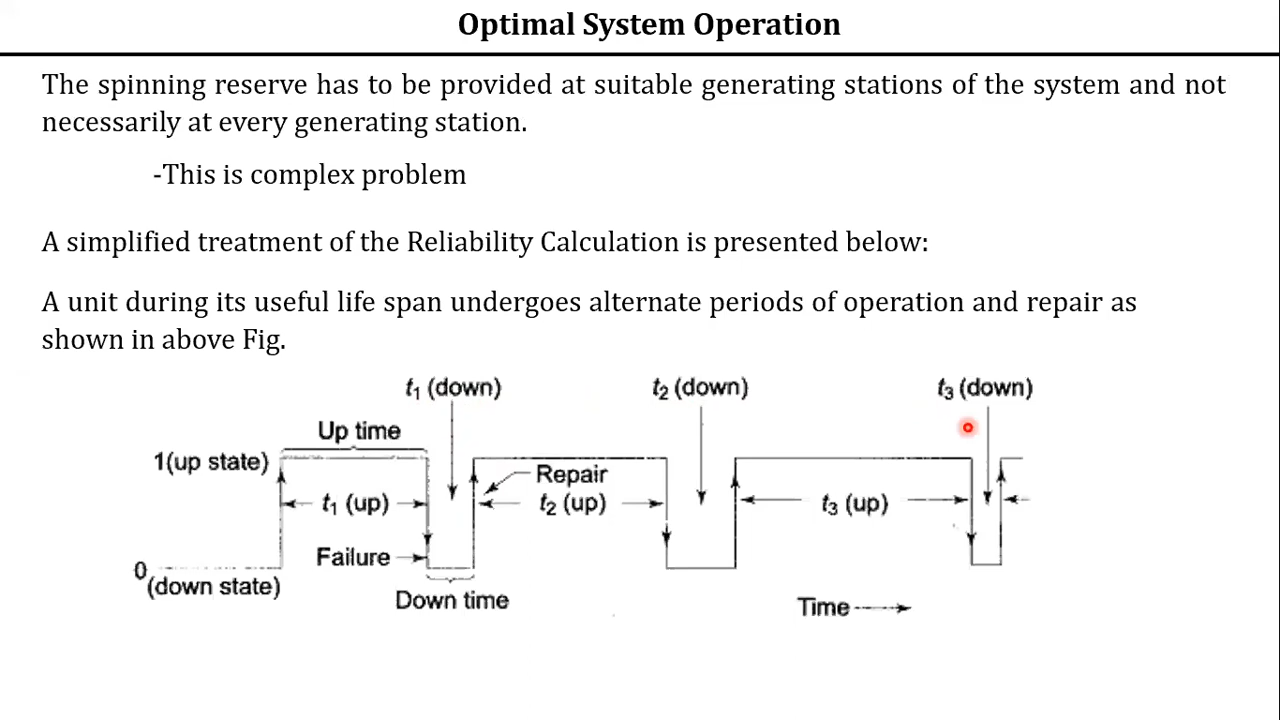 Optimal System Operation
The spinning reserve has to be provided at suitable generating stations of the system and not
necessarily at every generating station.
-This is complex problem
A simplified treatment of the Reliability Calculation is presented below:
A unit during its useful life span undergoes alternate periods of operation and repair as
shown in above Fig.
t₁ (down) t₂ (down) t₃ (down)
Up time
1(up state)
Repair
t₁ (up) t₂ (up) t₃ (up)
Failure
0
(down state)
Down time
Time